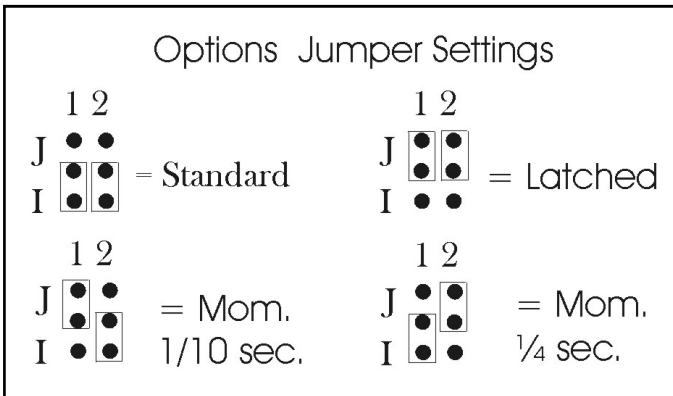 Options Jumper Settings
1 2
J
I
= Standard
1 2
J
I
= Latched
1 2
J
I
= Mom.
1/10 sec.
1 2
J
I
= Mom.
¼ sec.